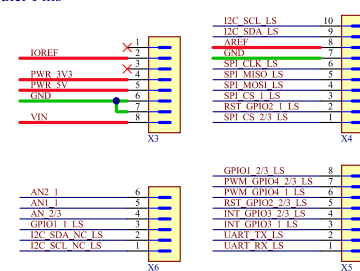 1
IOREF 2
3
PWR_3V3 4
PWR_5V 5
GND 6
7
VIN 8
X3
I2C_SCL_LS 10
I2C_SDA_LS 9
AREF 8
GND 7
SPI_CLK_LS 6
SPI_MISO_LS 5
SPI_MOSI_LS 4
SPI_CS_1_LS 3
RST_GPIO2_1_LS 2
SPI_CS_2/3_LS 1
X4
AN2_1 6
AN1_1 5
AN_2/3 4
GPIO1_1_LS 3
I2C_SDA_NC_LS 2
I2C_SCL_NC_LS 1
X6
GPIO1_2/3_LS 8
PWM_GPIO4_2/3_LS 7
PWM_GPIO4_1_LS 6
RST_GPIO2_2/3_LS 5
INT_GPIO3_2/3_LS 4
INT_GPIO3_1_LS 3
UART_TX_LS 2
UART_RX_LS 1
X5